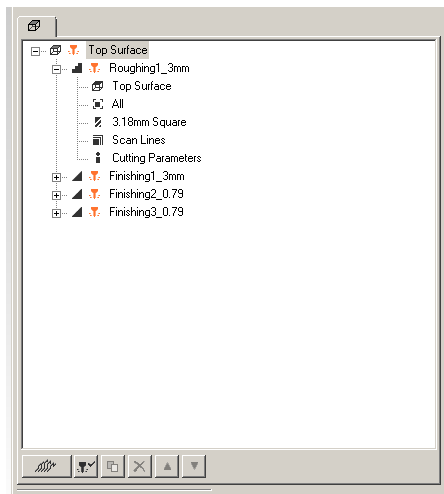 Top Surface
Roughing1_3mm
Top Surface
All
3.18mm Square
Scan Lines
Cutting Parameters
Finishing1_3mm
Finishing2_0.79
Finishing3_0.79